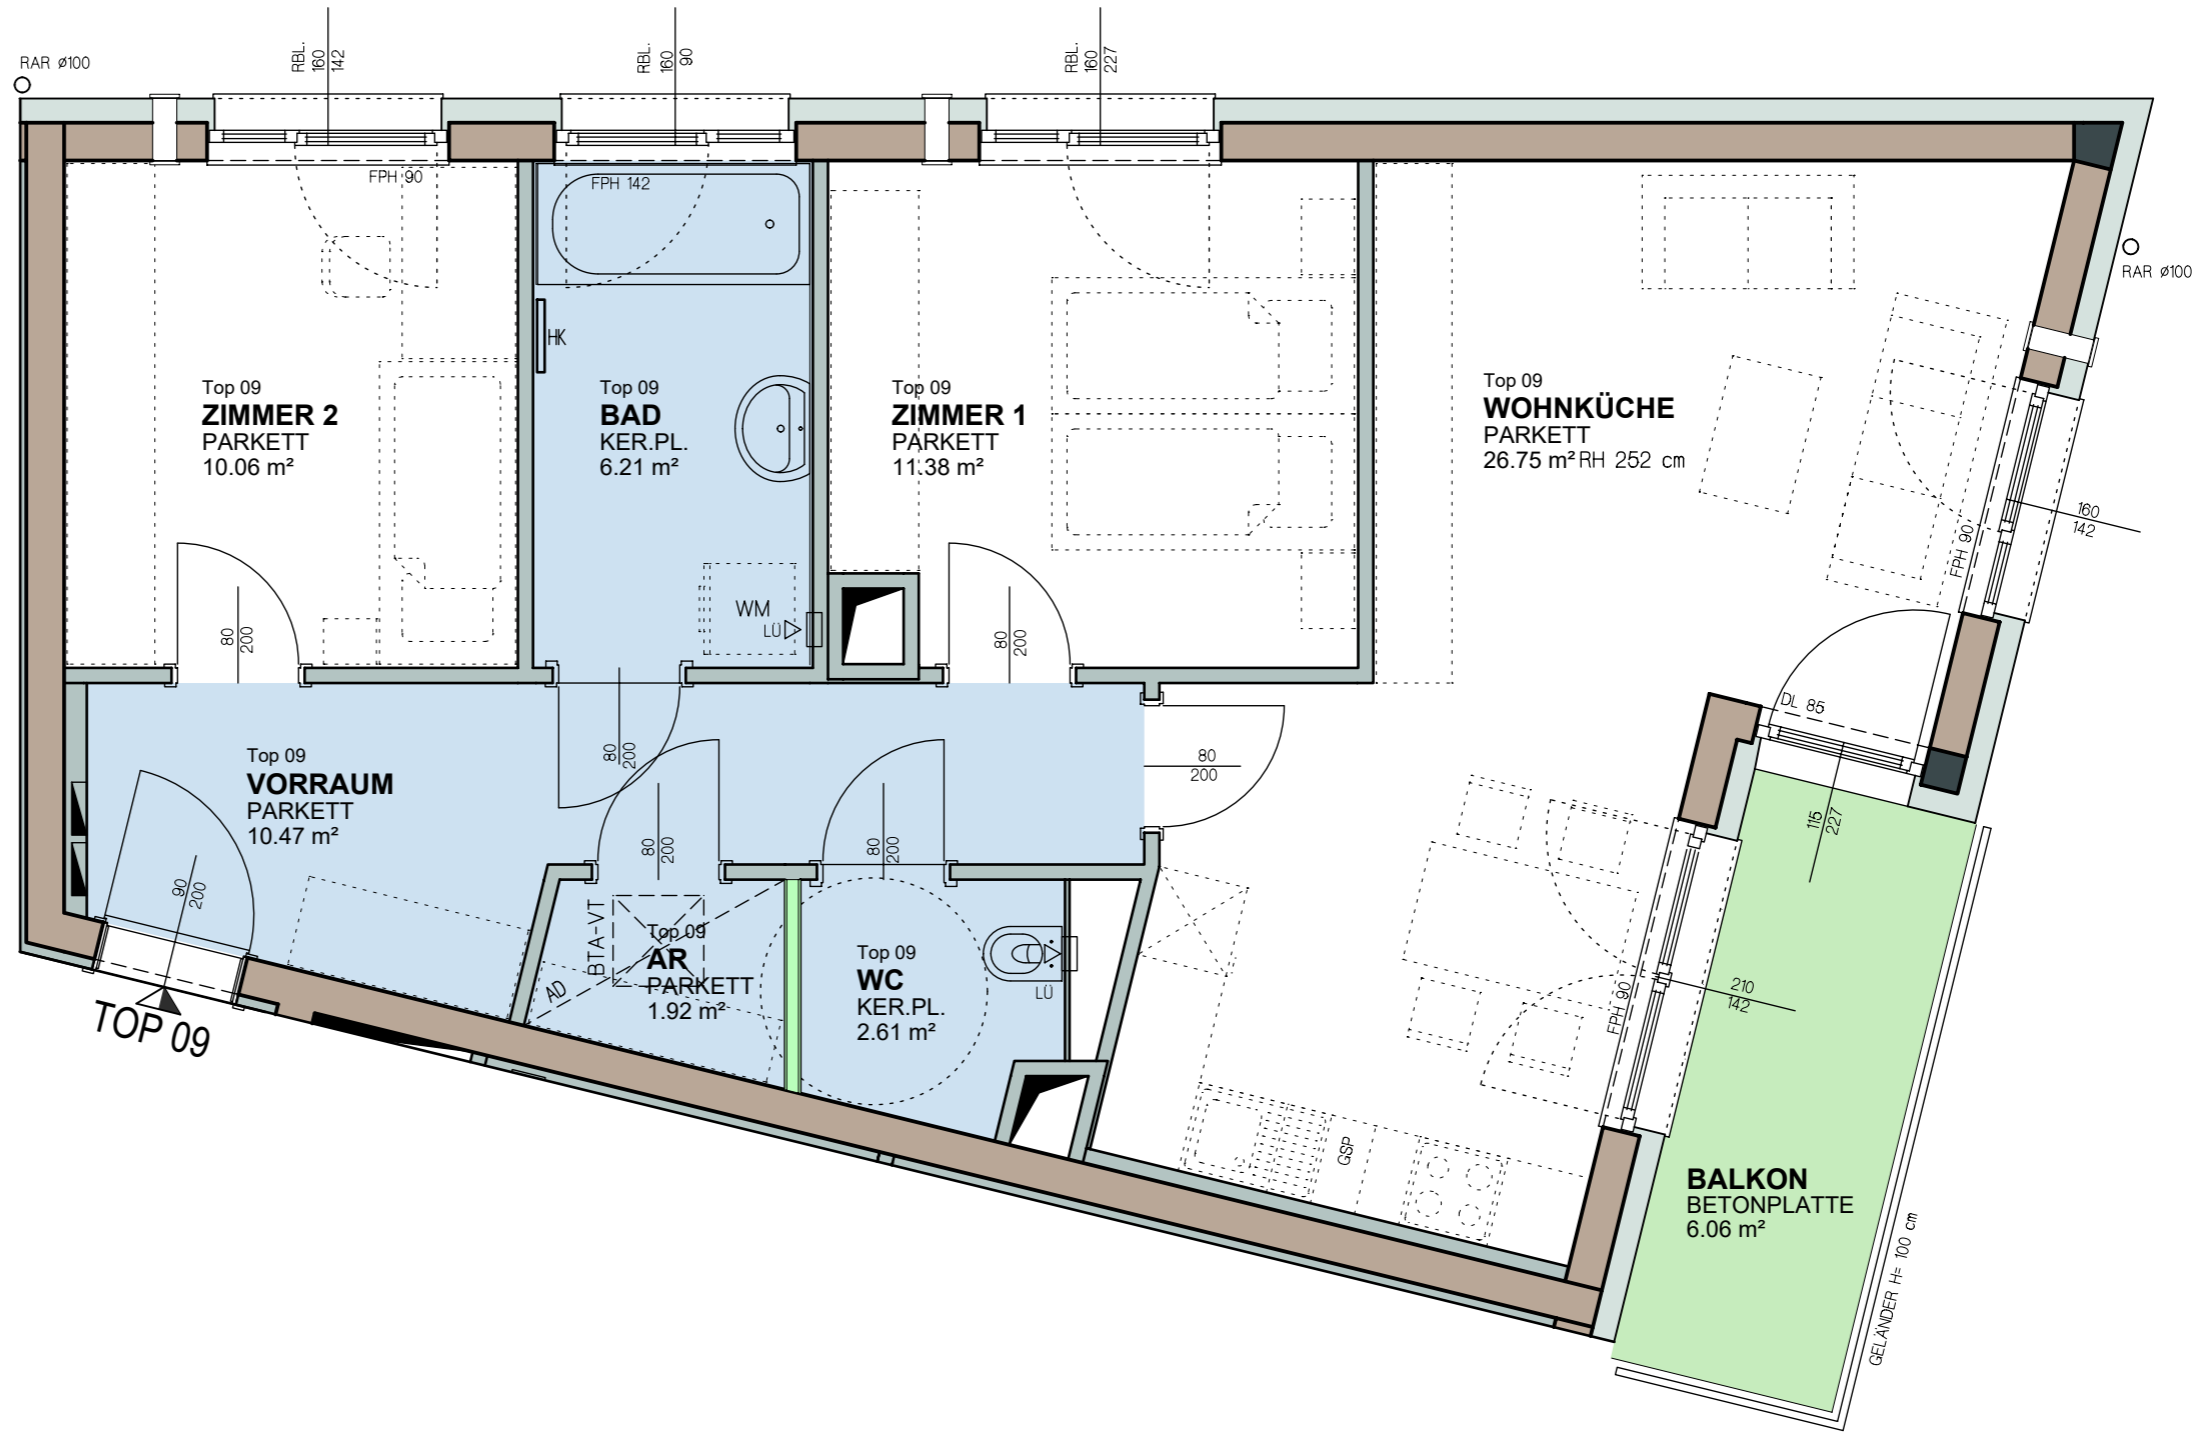 RAR ø100
RBL.
160
142
RBL.
160
90
RBL.
160
227
FPH 90
FPH 142
RAR ø100
HK
Top 09
ZIMMER 2
PARKETT
10.06 m²
Top 09
BAD
KER.PL.
6.21 m²
Top 09
ZIMMER 1
PARKETT
11.38 m²
Top 09
WOHNKÜCHE
PARKETT
26.75 m² RH 252 cm
160
142
FPH 90
WM
LÜ
80
200
80
200
80
200
80
200
DL 85
115
227
Top 09
VORRAUM
PARKETT
10.47 m²
80
200
80
200
90
200
BTA-VT
AD
Top 09
AR
PARKETT
1.92 m²
Top 09
WC
KER.PL.
2.61 m²
LÜ
FPH 90
210
142
TOP 09
GSP
BALKON
BETONPLATTE
6.06 m²
GELÄNDER H= 100 cm